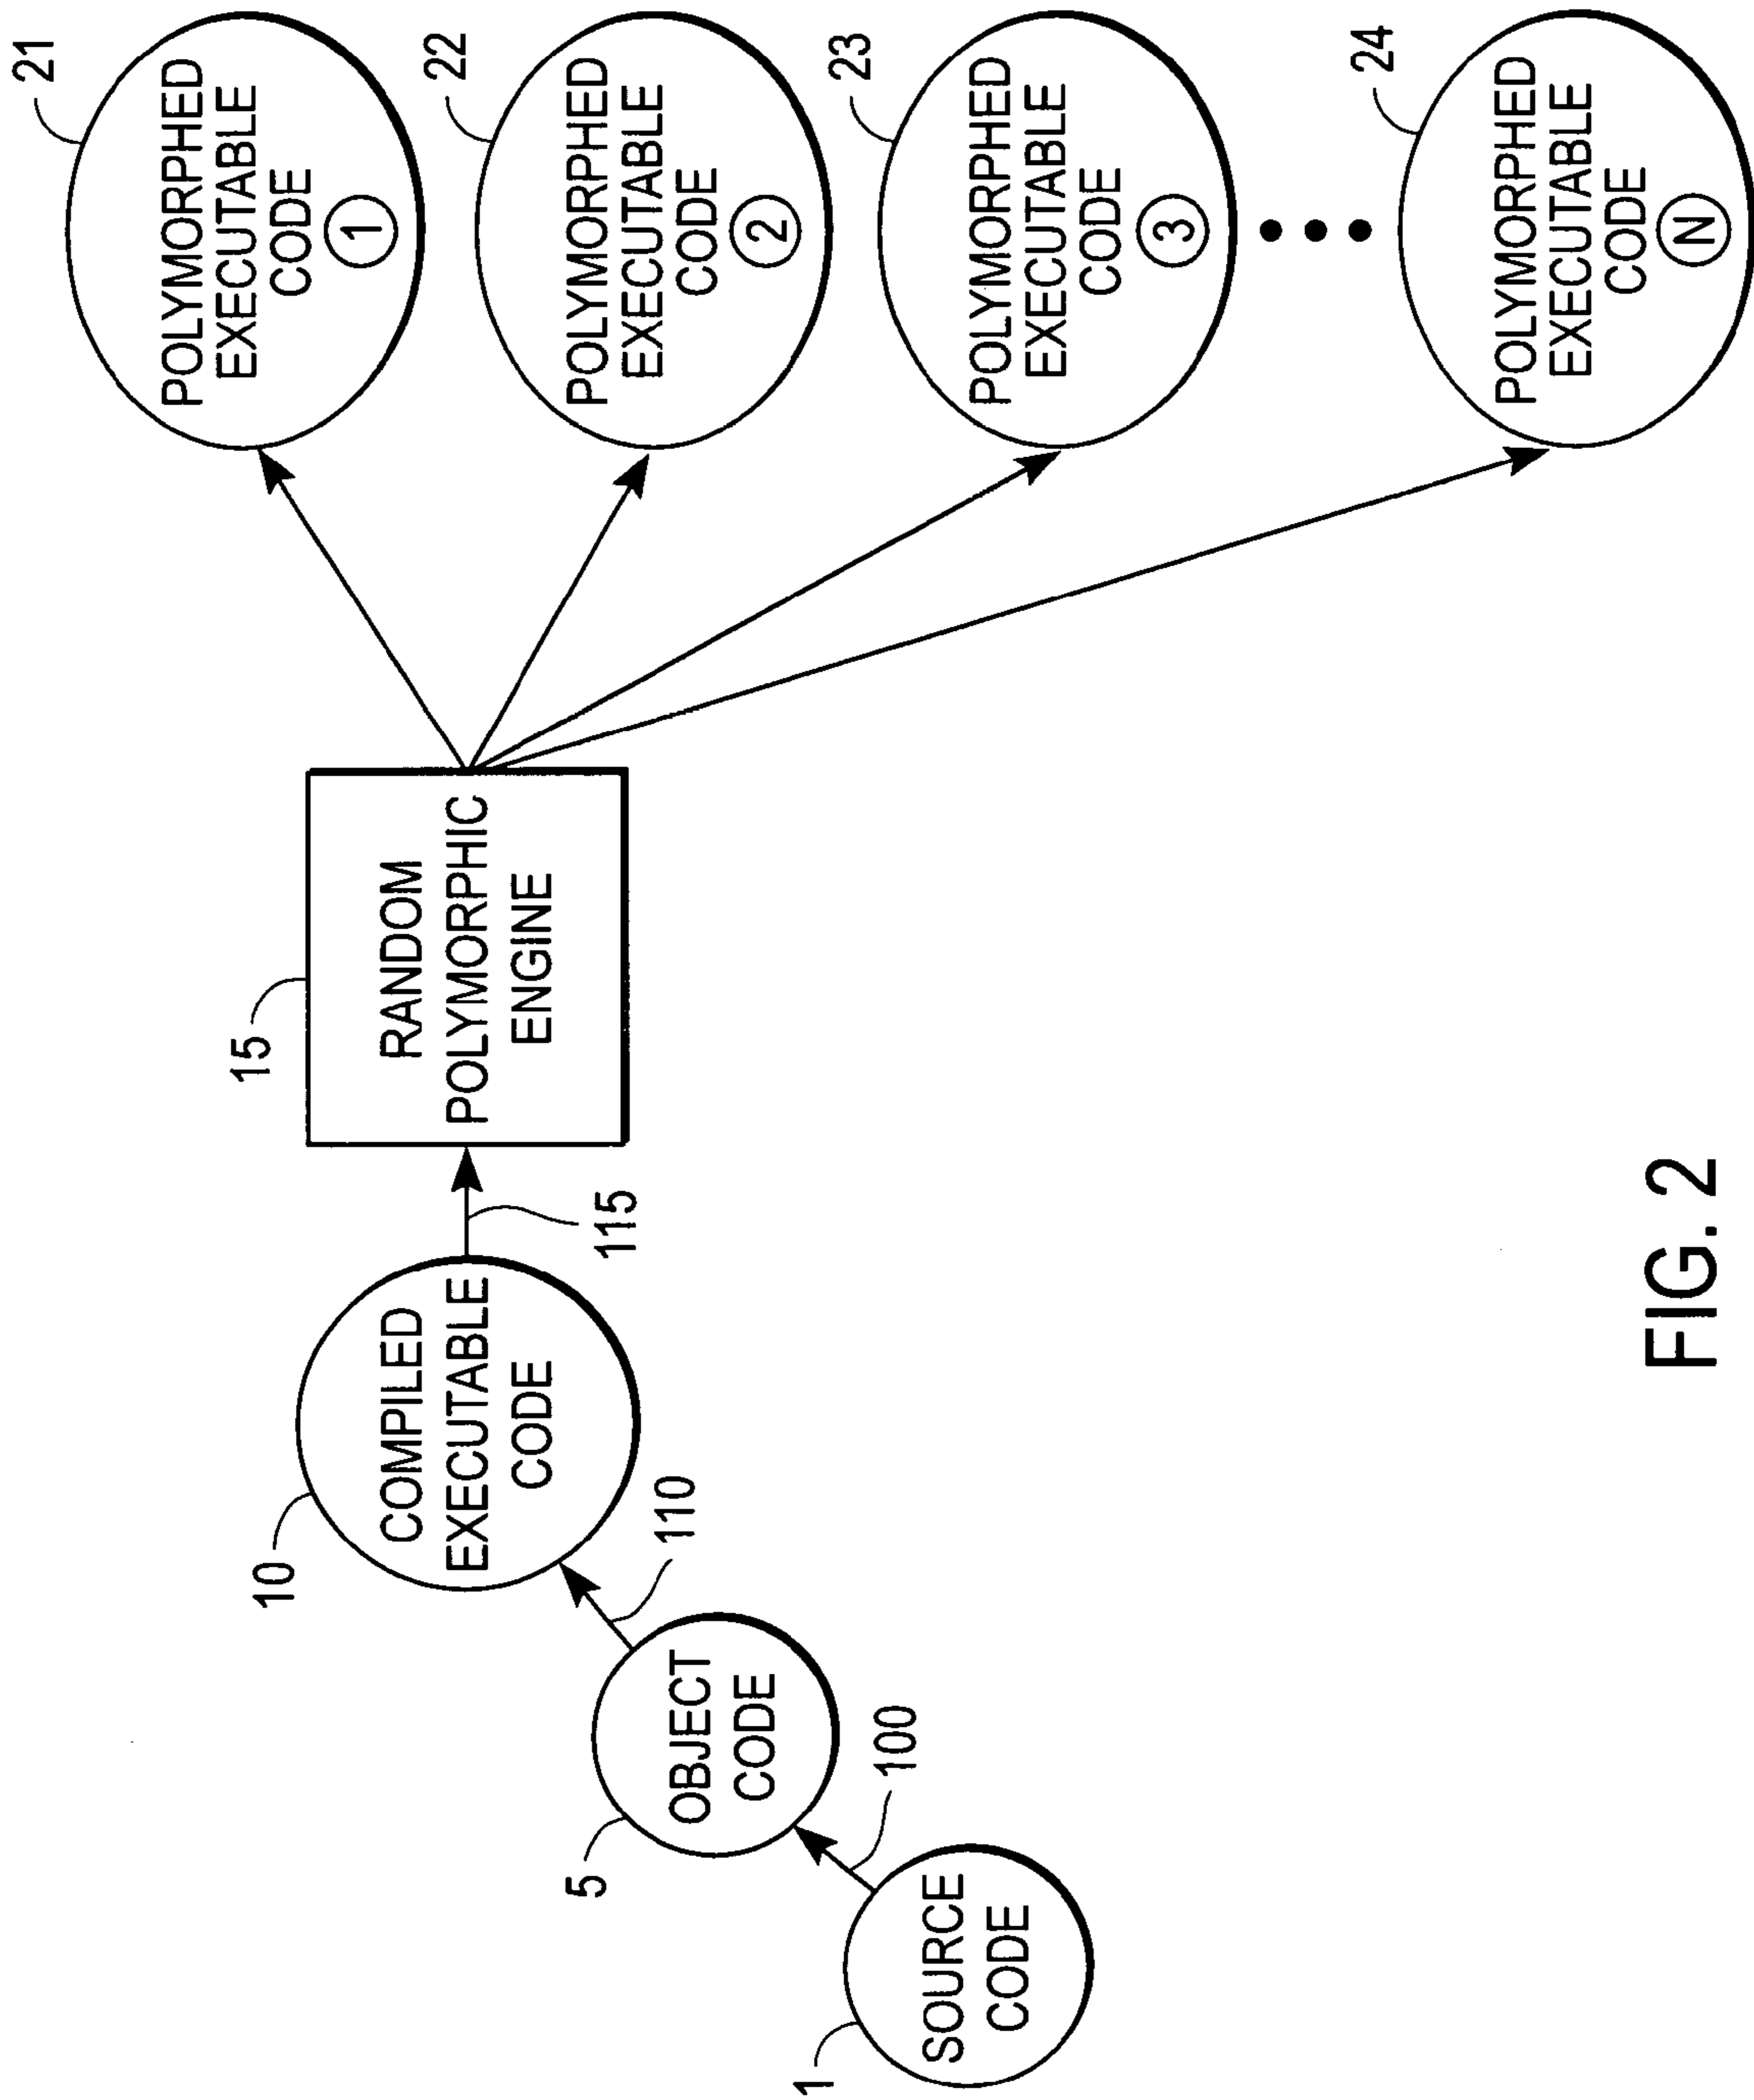 1
SOURCE
CODE
100
5
OBJECT
CODE
110
10
COMPILED
EXECUTABLE
CODE
115
15
RANDOM
POLYMORPHIC
ENGINE
21
POLYMORPHED
EXECUTABLE
CODE
1
22
POLYMORPHED
EXECUTABLE
CODE
2
23
POLYMORPHED
EXECUTABLE
CODE
3
24
POLYMORPHED
EXECUTABLE
CODE
N
FIG. 2